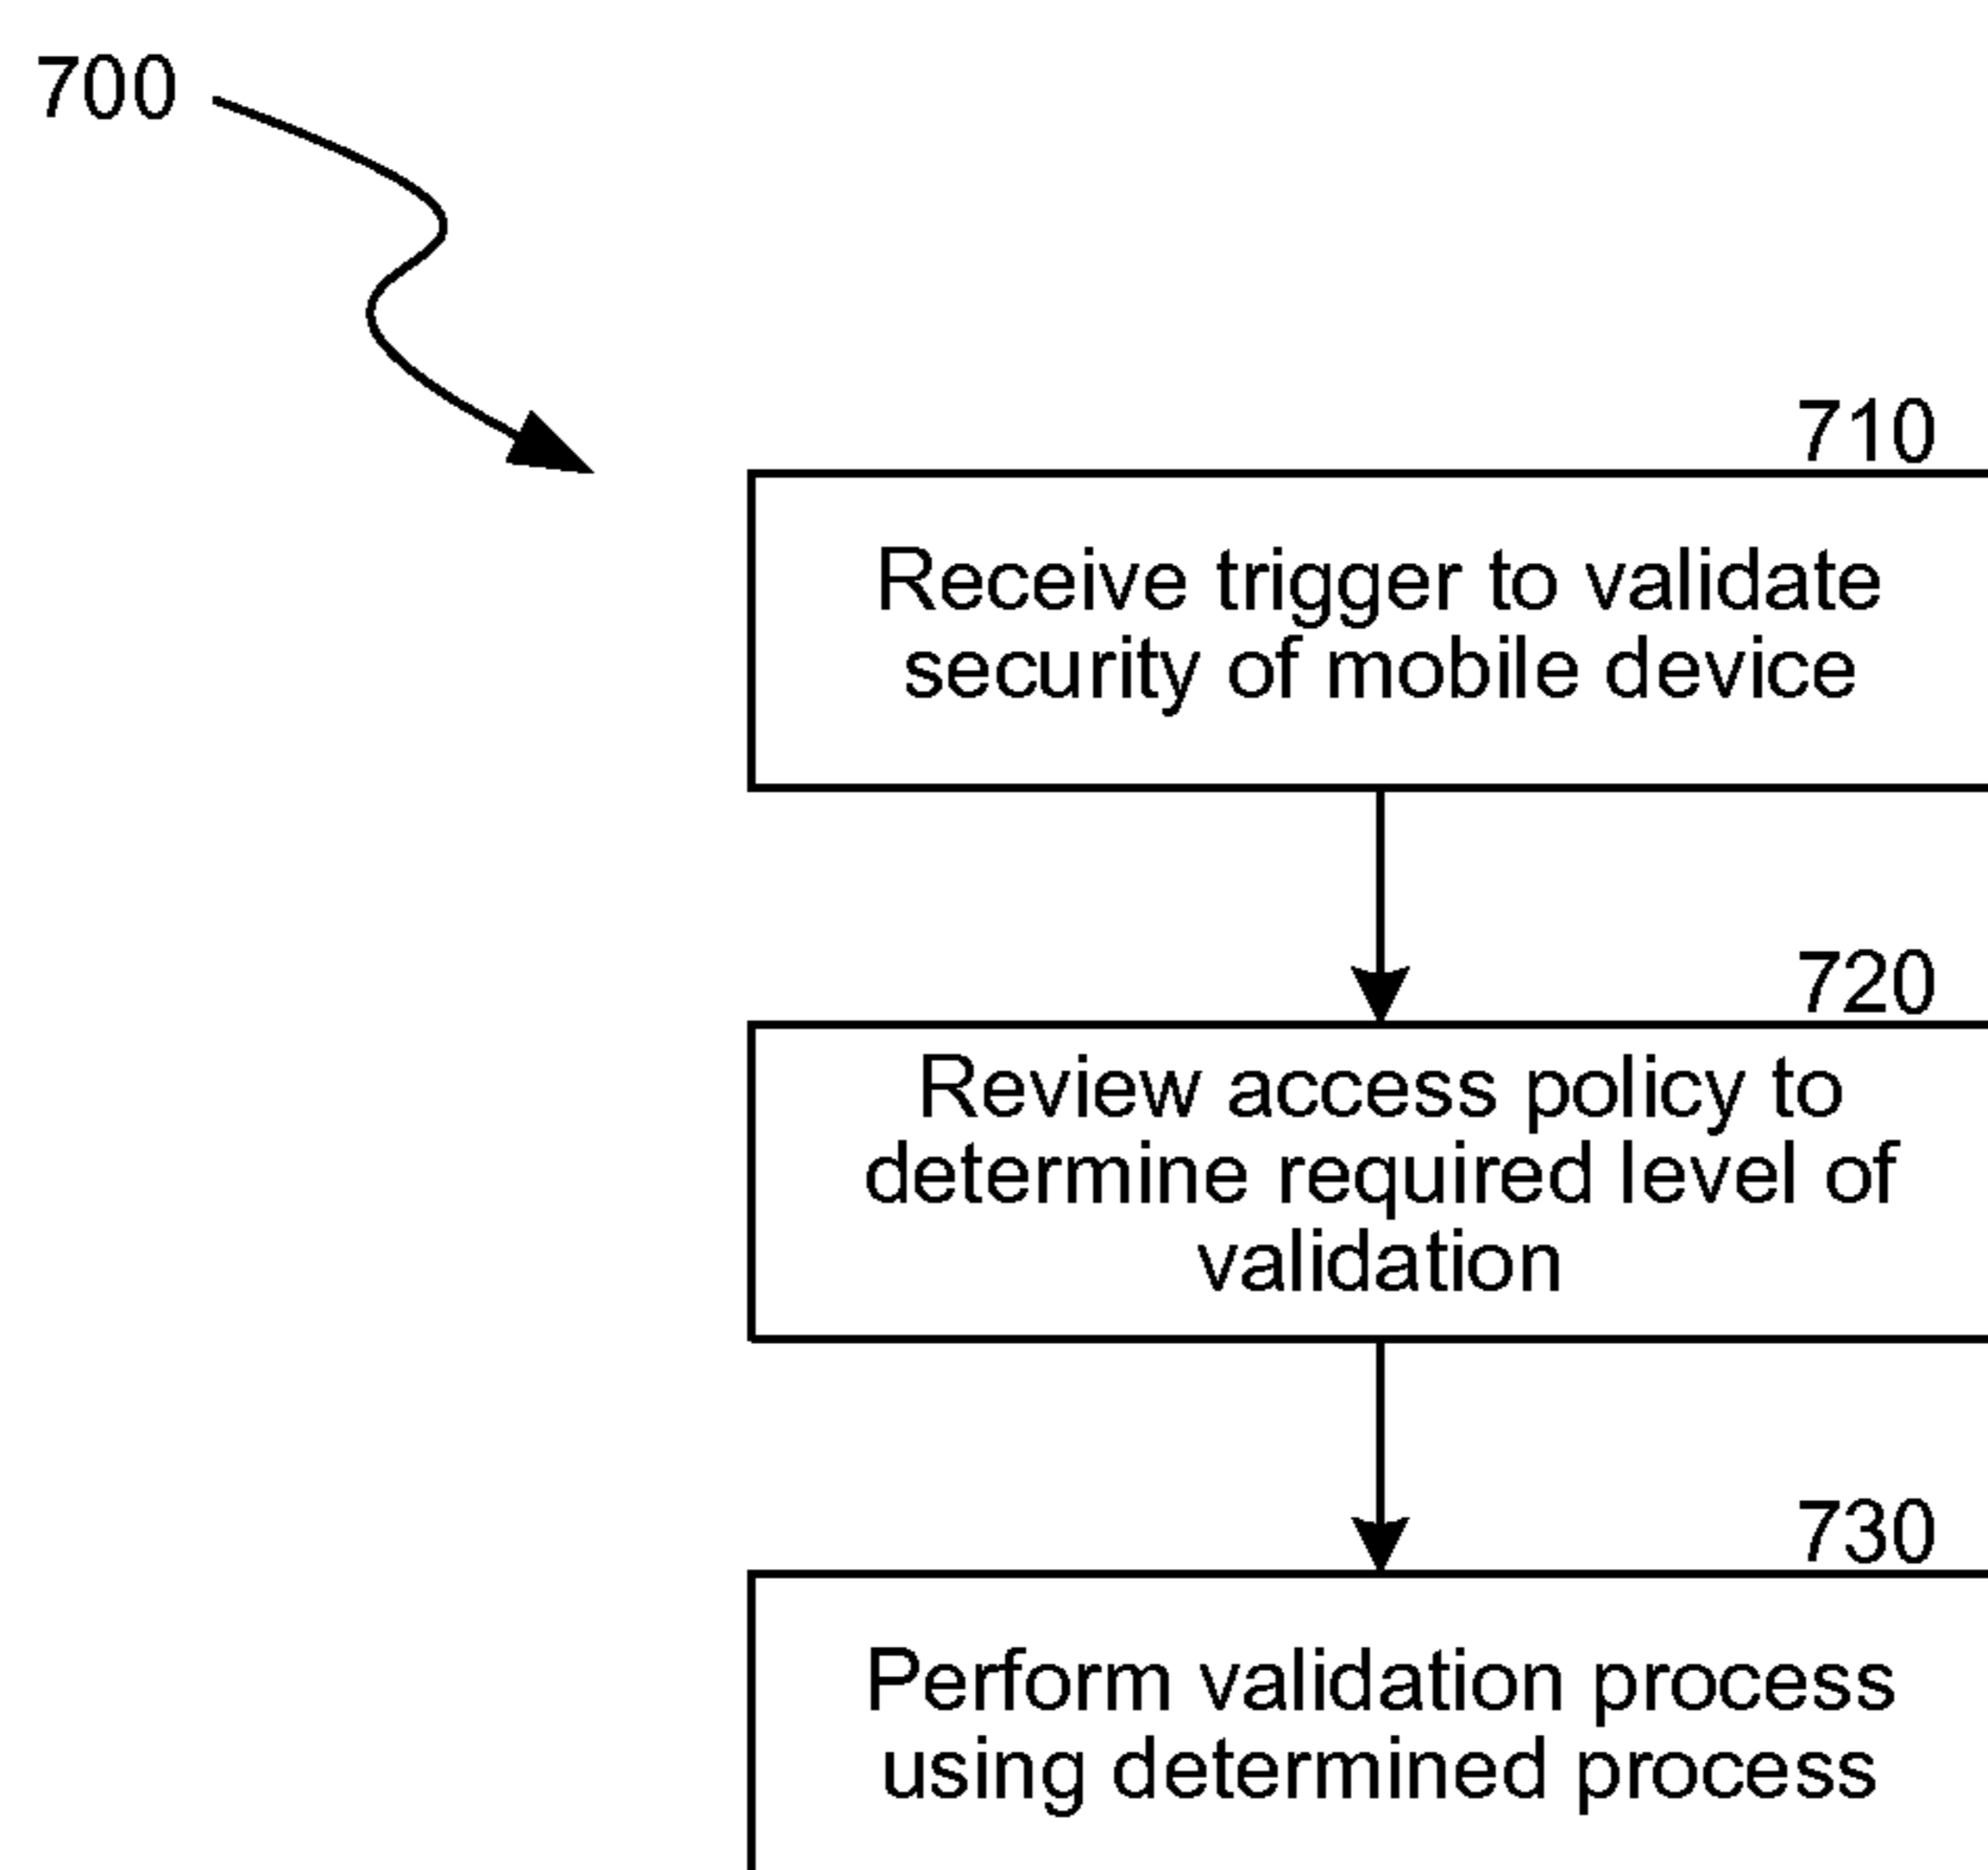 700
710
Receive trigger to validate
security of mobile device
720
Review access policy to
determine required level of
validation
730
Perform validation process
using determined process